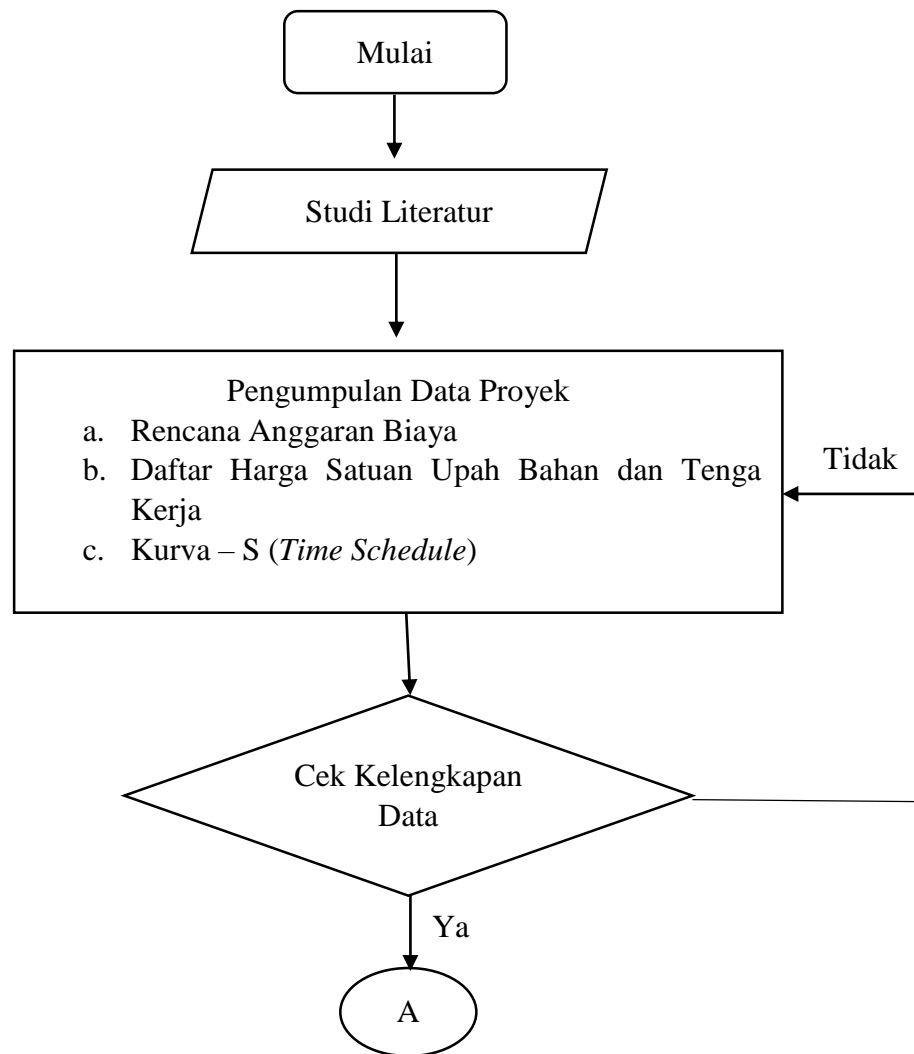 Mulai
Studi Literatur
Pengumpulan Data Proyek
a. Rencana Anggaran Biaya
b. Daftar Harga Satuan Upah Bahan dan Tenga
Kerja
c. Kurva – S (Time Schedule)
Tidak
Cek Kelengkapan
Data
Ya
A